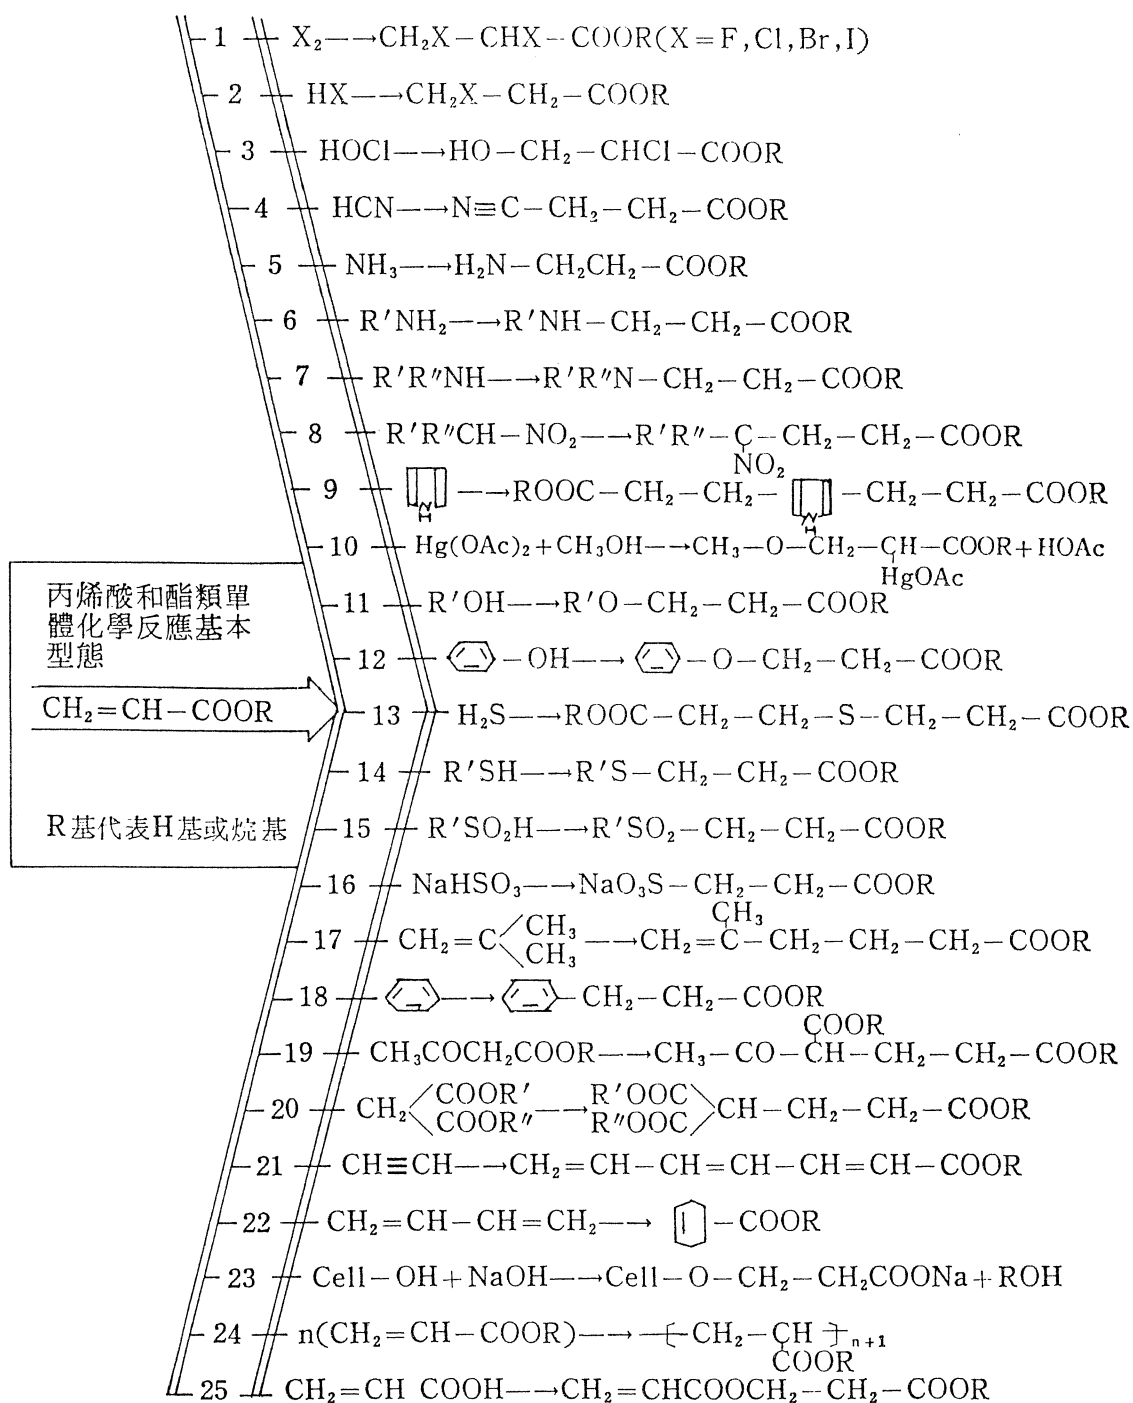 1 X₂→CH₂X−CHX−COOR(X=F,Cl,Br,I)
2 HX→CH₂X−CH₂−COOR
3 HOCl→HO−CH₂−CHCl−COOR
4 HCN→N≡C−CH₂−CH₂−COOR
5 NH₃→H₂N−CH₂CH₂−COOR
6 R′NH₂→R′NH−CH₂−CH₂−COOR
7 R′R″NH→R′R″N−CH₂−CH₂−COOR
8 R′R″CH−NO₂→R′R″−C−CH₂−CH₂−COOR
NO₂
9 N H →ROOC−CH₂−CH₂− N H −CH₂−CH₂−COOR
10 Hg(OAc)₂+CH₃OH→CH₃−O−CH₂−CH−COOR+HOAc
HgOAc
丙烯酸和酯類單
體化學反應基本
型態
CH₂=CH−COOR
R基代表H基或烷基
11 R′OH→R′O−CH₂−CH₂−COOR
12 −OH→ −O−CH₂−CH₂−COOR
13 H₂S→ROOC−CH₂−CH₂−S−CH₂−CH₂−COOR
14 R′SH→R′S−CH₂−CH₂−COOR
15 R′SO₂H→R′SO₂−CH₂−CH₂−COOR
16 NaHSO₃→NaO₃S−CH₂−CH₂−COOR
CH₃
17 CH₂=C CH₃ CH₃ →CH₂=C−CH₂−CH₂−CH₂−COOR
18 → −CH₂−CH₂−COOR
COOR
19 CH₃COCH₂COOR→CH₃−CO−CH−CH₂−CH₂−COOR
20 CH₂ COOR′ COOR″ → R′OOC R″OOC CH−CH₂−CH₂−COOR
21 CH≡CH→CH₂=CH−CH=CH−CH=CH−COOR
22 CH₂=CH−CH=CH₂→ −COOR
23 Cell−OH+NaOH→Cell−O−CH₂−CH₂COONa+ROH
24 n(CH₂=CH−COOR)→ −[CH₂−CH]−ₙ₊₁
COOR
25 CH₂=CH COOH→CH₂=CHCOOCH₂−CH₂−COOR